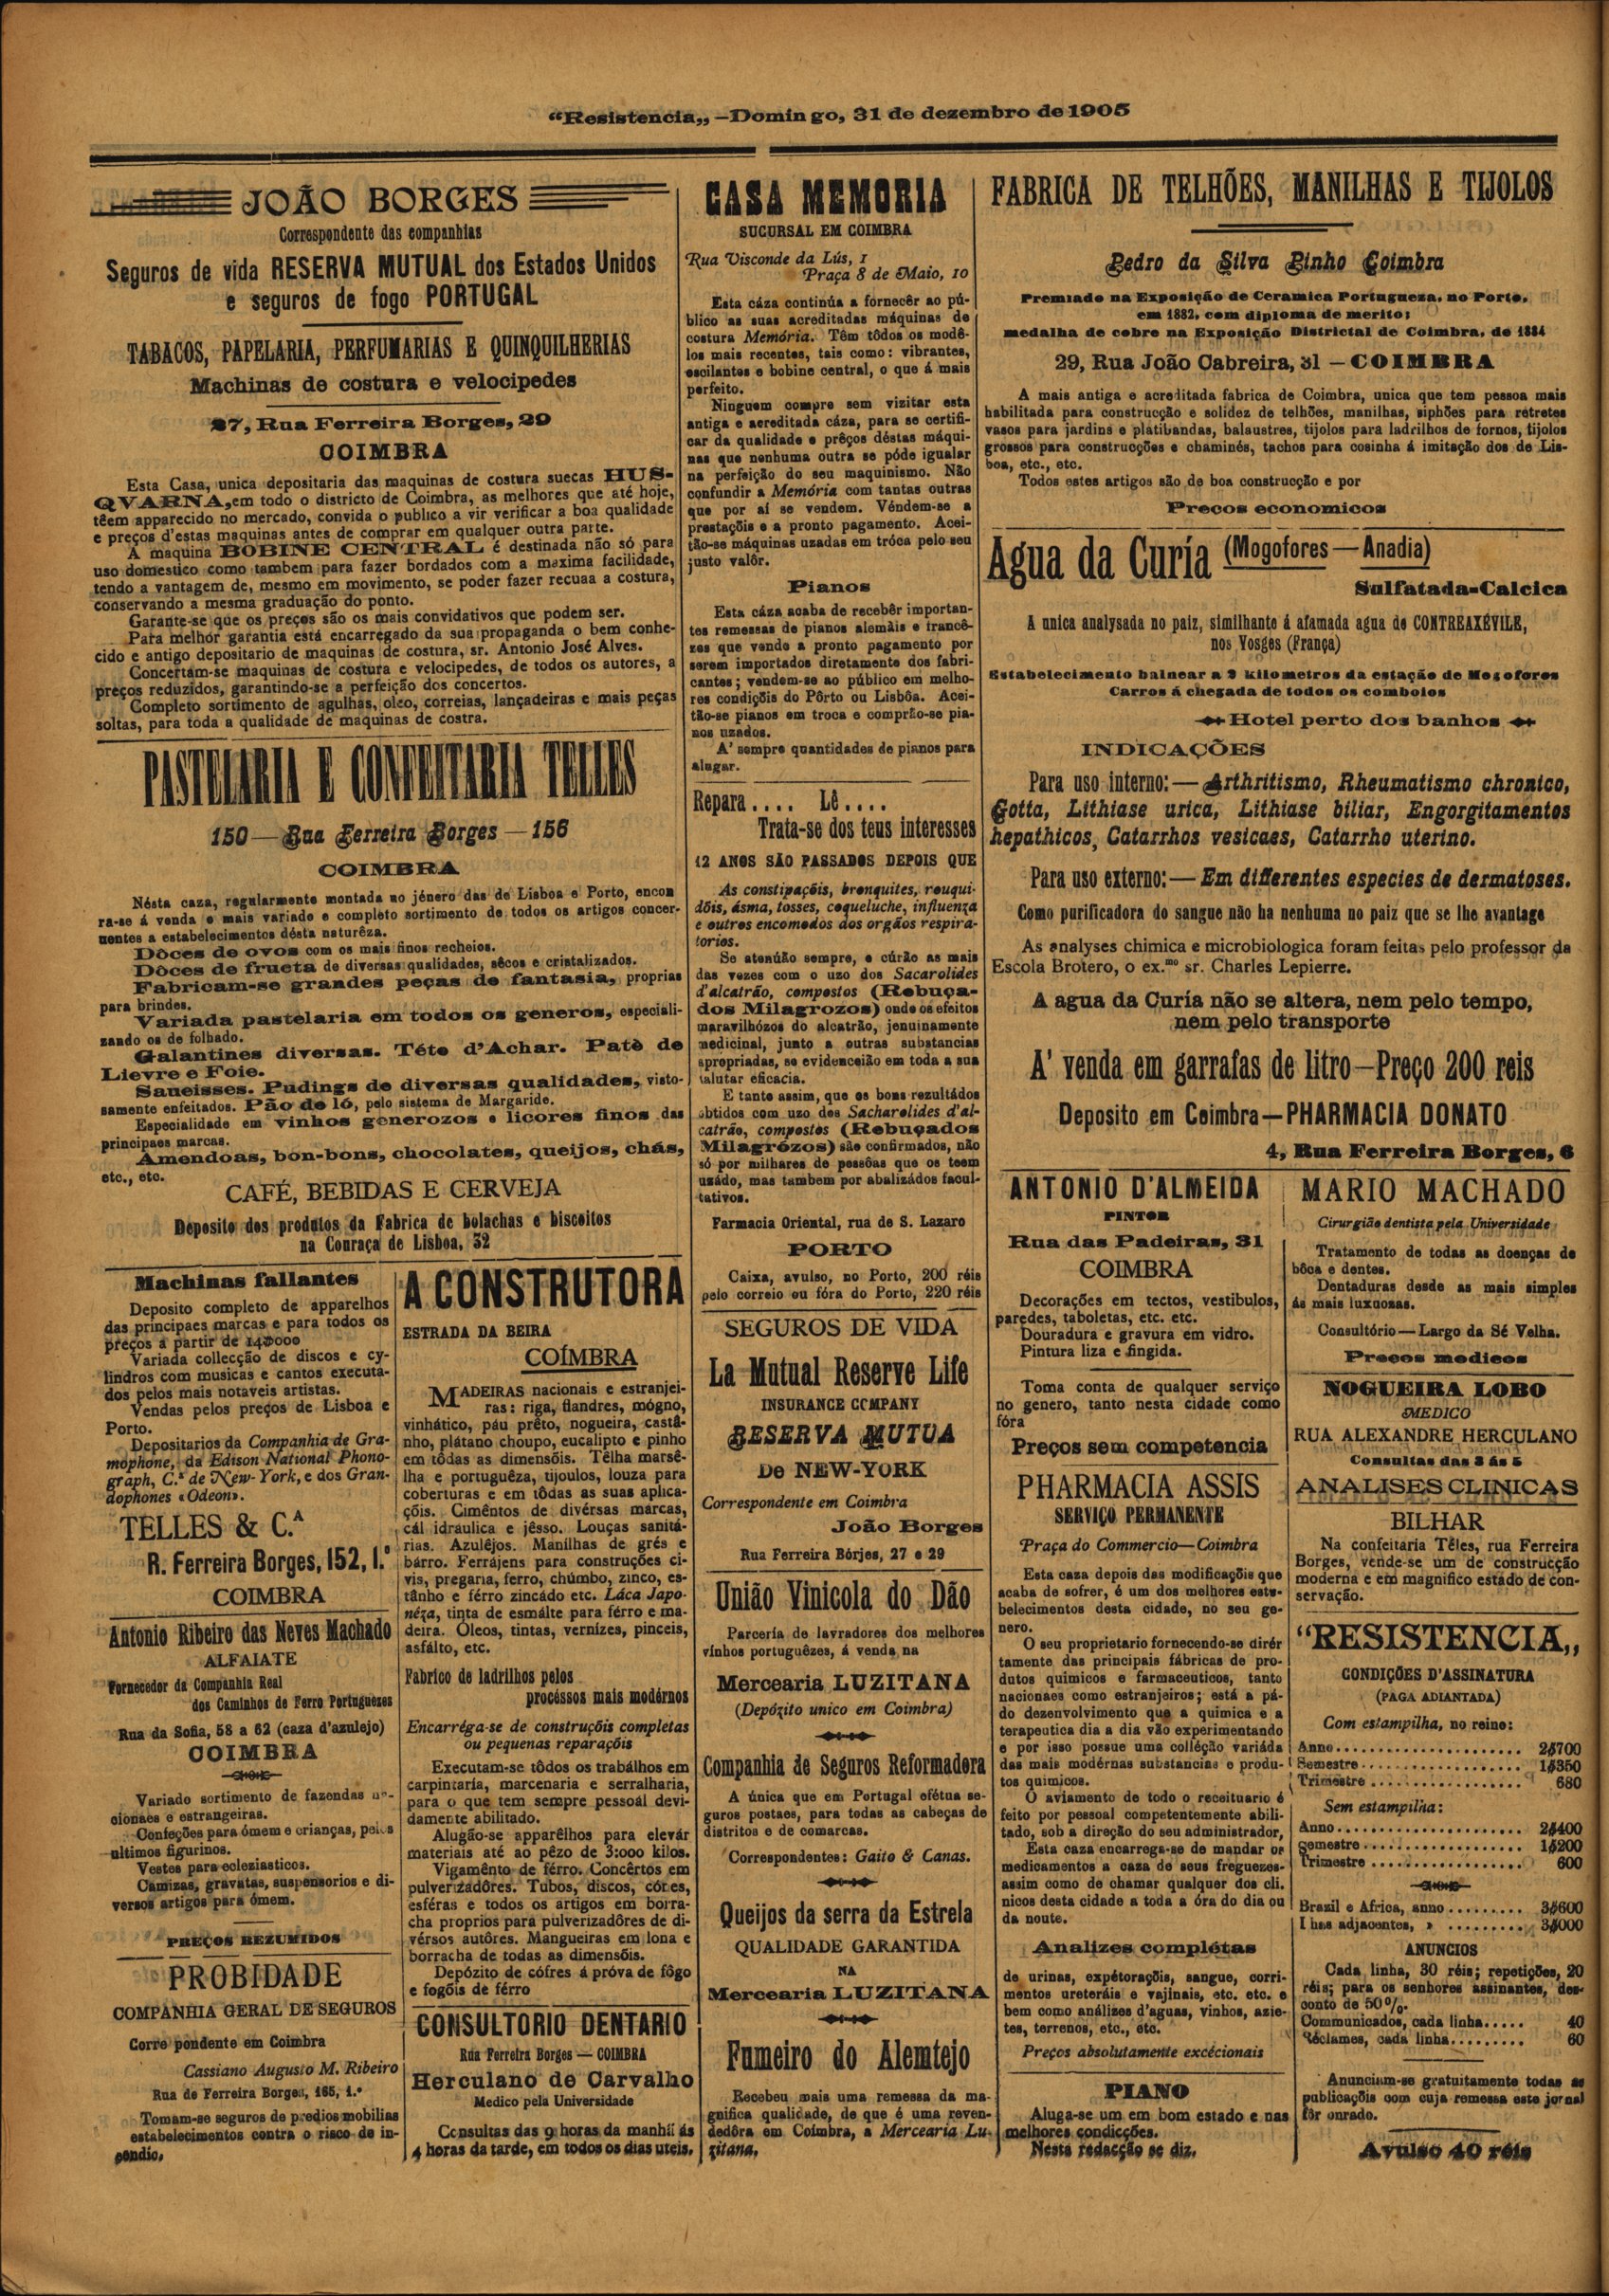 “Resistencia„ —Domingo, 31 de dezembro de 1905
JOÃO BORGES
Correspondente das companhias
Seguros de vida RESERVA MUTUAL dos Estados Unidos
e seguros de fogo PORTUGAL
TABACOS, PAPELARIA, PERFUMARIAS E QUINQUILHERIAS
Machinas de costura e velocipedes
27, Rua Ferreira Borges, 29
COIMBRA
Esta Casa, unica depositaria das maquinas de costura suecas HUS-
QVARNA, em todo o districto de Coimbra, as melhores que até hoje,
têem apparecido no mercado, convida o publico a vir verificar a boa qualidade
e preços d'estas maquinas antes de comprar em qualquer outra parte.
A maquina BOBINE CENTRAL é destinada não só para
uso domestico como tambem para fazer bordados com a maxima facilidade,
tendo a vantagem de, mesmo em movimento, se poder fazer recuaa a costura,
conservando a mesma graduação do ponto.
Garante-se que os preços são os mais convidativos que podem ser.
Para melhor garantia está encarregado da sua propaganda o bem conhe-
cido e antigo depositario de maquinas de costura, sr. Antonio José Alves.
Concertam-se maquinas de costura e velocipedes, de todos os autores, a
preços reduzidos, garantindo-se a perfeição dos concertos.
Completo sortimento de agulhas, oleo, correias, lançadeiras e mais peças
soltas, para toda a qualidade de maquinas de costra.
PASTELARIA E CONFEITARIA TELLES
150 — Rua Ferreira Borges — 156
COIMBRA
Nésta caza, regularmente montada no jénero das de Lisboa e Porto, encon
ra-se á venda o mais variado e completo sortimento de todos os artigos concer-
nentes a estabelecimentos désta naturêza.
Dôces de ovos com os mais finos recheios.
Dôces de frueta de diversas qualidades, sêcos e cristalizados.
Fabricam-se grandes peças de fantasia, proprias
para brindes.
Variada pastelaria em todos os generos, especiali-
zando os de folhado.
Galantines diversas. Téte d'Achar. Patê de
Lievre e Foie.
Saueisses. Pudings de diversas qualidades, visto-
samente enfeitados. Pão de ló, pelo sistema de Margaride.
Especialidade em vinhos generozos e licores finos das
principaes marcas.
Amendoas, bon-bons, chocolates, queijos, chás,
etc., etc.
CAFÉ, BEBIDAS E CERVEJA
Deposito dos produtos da Fabrica de bolachas e biscoitos
na Couraça de Lisboa, 32
Machinas fallantes
Deposito completo de apparelhos
das principaes marcas e para todos os
preços a partir de 14$000
Variada collecção de discos e cy-
lindros com musicas e cantos executa-
dos pelos mais notaveis artistas.
Vendas pelos preços de Lisboa e
Porto.
Depositarios da Companhia de Gra-
mophone, da Edison National Phono-
graph, C.ª de New-York, e dos Gran-
dophones «Odeon».
TELLES & C.ª
R. Ferreira Borges, 152, 1.º
COIMBRA
Antonio Ribeiro das Neves Machado
ALFAIATE
Fornecedor da Companhia Real
dos Caminhos de Ferro Portuguezes
Rua da Sofia, 58 a 62 (caza d'azulejo)
COIMBRA
Variado sortimento de fazendas
cionaes e estrangeiras.
Confeções para ómem e crianças, pelos
ultimos figurinos.
Vestes para ecleziasticos.
Camizas, gravatas, suspensorios e di-
versos artigos para ómem.
PREÇOS REZUMIDOS
PROBIDADE
COMPANHIA GERAL DE SEGUROS
Corre pondente em Coimbra
Cassiano Augusto M. Ribeiro
Rua de Ferreira Borges, 165, 1.º
Tomam-se seguros de predios mobilias
estabelecimentos contra o risco de in-
cendio.
A CONSTRUTORA
ESTRADA DA BEIRA
COÍMBRA
MADEIRAS nacionais e estranjei-
ras: riga, flandres, mógno,
vinhático, páu prêto, nogueira, castâ-
nho, plátano choupo, eucalipto e pinho
em tôdas as dimensõis. Têlha marsê-
lha e portuguêza, tijoulos, louza para
coberturas e em tôdas as suas aplica-
çõis. Cimêntos de divérsas marcas,
cál idraulica e jêsso. Louças sanitá-
rias. Azulêjos. Manilhas de grés e
bárro. Ferrájens para construções ci-
vis, pregaria, ferro, chúmbo, zinco, es-
tânho e férro zincádo etc. Láca Japo-
néza, tinta de esmálte para férro e ma-
deira. Óleos, tintas, vernízes, pinceis,
asfálto, etc.
Fabrico de ladrilhos pelos
procéssos mais modérnos
Encarréga-se de construçõis completas
ou pequenas reparaçõis
Executam-se tôdos os trabálhos em
carpintaría, marcenaria e serralharia,
para o que tem sempre pessoál devi-
damente abilitado.
Alugão-se apparêlhos para elevár
materiais até ao pêzo de 3:000 kilos.
Vigamênto de férro. Concêrtos em
pulverizadôres. Tubos, discos, córes,
esféras e todos os artigos em borra-
cha proprios para pulverizadôres de di-
vérsos autôres. Mangueiras em lona e
borracha de todas as dimensõis.
Depózito de cófres á próva de fôgo
e fogõis de férro
CONSULTORIO DENTARIO
Rua Ferreira Borges — COIMBRA
Herculano de Carvalho
Medico pela Universidade
Consultas das 9 horas da manhã ás
4 horas da tarde, em todos os dias uteis.
CASA MEMORIA
SUCURSAL EM COIMBRA
Rua Visconde da Lús, 1
Praça 8 de Maio, 10
Esta cáza continúa a fornecêr ao pú-
blico as suas acreditadas máquinas de
costura Memória. Têm tôdos os modê-
los mais recentes, tais como: vibrantes,
oscilantes e bobine central, o que á mais
perfeito.
Ninguem compre sem vizitar esta
antiga e acreditada cáza, para se certifi-
car da qualidade e prêços déstas máqui-
nas que nenhuma outra se póde igualar
na perfeição do seu maquinismo. Não
confundir a Memória com tantas outras
que por aí se vendem. Véndem-se a
prestaçõis e a pronto pagamento. Acei-
tão-se máquinas uzadas em tróca pelo seu
justo valôr.
Pianos
Esta cáza acaba de recebêr importan-
tes remessas de pianos alemãis e francê-
zes que vende a pronto pagamento por
serem importados diretamente dos fabri-
cantes; vendem-se ao público em melho-
res condiçõis do Pôrto ou Lisbôa. Acei-
tão-se pianos em troca e comprão-se pia-
nos uzados.
A' sempre quantidades de pianos para
alugar.
Repara.... Lê....
Trata-se dos teus interesses
12 ANOS SÃO PASSADOS DEPOIS QUE
As constipaçõis, bronquites, rouqui-
dõis, ásma, tosses, coqueluche, influenza
e outros encomodos dos orgãos respira-
torios.
Se atenúão sempre, e cúrão as mais
das vezes com o uzo dos Sacarolides
d'alcatrão, compostos (Rebuça-
dos Milagrozos) onde os efeitos
maravilhózos do alcatrão, jenuinamente
medicinal, junto a outras substancias
apropriadas, se evidenceião em toda a sua
salutar eficacia.
E tanto assim, que os bons rezultádos
obtidos com uzo dos Sacharolides d'al-
catrão, compostos (Rebuçados
Milagrózos) são confirmados, não
só por milhares de pessôas que os teem
uzádo, mas tambem por abalizádos facul-
tativos.
Farmacia Oriental, rua de S. Lazaro
PORTO
Caixa, avulso, no Porto, 200 réis
pelo correio ou fóra do Porto, 220 réis
SEGUROS DE VIDA
La Mutual Reserve Life
INSURANCE COMPANY
RESERVA MUTUA
De NEW-YORK
Correspondente em Coimbra
João Borges
Rua Ferreira Bórjes, 27 e 29
União Vinicola do Dão
Parcería de lavradores dos melhores
vínhos portuguêzes, á venda na
Mercearia LUZITANA
(Depózito unico em Coimbra)
Companhia de Seguros Reformadora
A única que em Portugal efétua se-
guros postaes, para todas as cabeças de
distritos e de comarcas.
Correspondentes: Gaito & Canas.
Queijos da serra da Estrela
QUALIDADE GARANTIDA
NA
Mercearia LUZITANA
Fumeiro do Alemtejo
Recebeu mais uma remessa da ma-
gnifica qualidade, de que é uma reven-
dedôra em Coimbra, a Mercearia Lu-
zitana.
FABRICA DE TELHÕES, MANILHAS E TIJOLOS
Pedro da Silva Pinho Coimbra
Premiado na Exposição de Ceramica Portugueza, no Porto,
em 1882, com diploma de merito;
medalha de cobre na Exposição Districtal de Coimbra, de 1884
29, Rua João Cabreira, 31 — COIMBRA
A mais antiga e acreditada fabrica de Coimbra, unica que tem pessoa mais
habilitada para construcção e solidez de telhões, manilhas, siphões para retretes
vasos para jardins e platibandas, balaustres, tijolos para ladrilhos de fornos, tijolos
grossos para construcções e chaminés, tachos para cosinha á imitação dos de Lis-
boa, etc., etc.
Todos estes artigos são de boa construcção e por
Precos economicos
Agua da Curía (Mogofores — Anadia)
Sulfatada-Calcica
A unica analysada no paiz, similhante á afamada agua de CONTREAXÉVILE,
nos Vosges (França)
Estabelecimento balnear a 2 kilometros da estação de Mogofores
Carros á chegada de todos os comboios
Hotel perto dos banhos
INDICAÇÕES
Para uso interno: — Arthritismo, Rheumatismo chronico,
Gotta, Lithiase urica, Lithiase biliar, Engorgitamentos
hepathicos, Catarrhos vesicaes, Catarrho uterino.
Para uso externo: — Em differentes especies de dermatoses.
Como purificadora do sangue não ha nenhuma no paiz que se lhe avantage
As analyses chimica e microbiologica foram feitas pelo professor da
Escola Brotero, o ex.mo sr. Charles Lepierre.
A agua da Curía não se altera, nem pelo tempo,
nem pelo transporte
A' venda em garrafas de litro—Preço 200 reis
Deposito em Coimbra—PHARMACIA DONATO
4, Rua Ferreira Borges, 6
ANTONIO D'ALMEIDA
PINTOR
Rua das Padeiras, 31
COIMBRA
Decorações em tectos, vestibulos,
paredes, taboletas, etc. etc.
Douradura e gravura em vidro.
Pintura liza e fingida.
Toma conta de qualquer serviço
no genero, tanto nesta cidade como
fóra
Preços sem competencia
PHARMACIA ASSIS
SERVIÇO PERMANENTE
Praça do Commercio—Coimbra
Esta caza depois das modificaçõis que
acaba de sofrer, é um dos melhores esta-
belecimentos desta cidade, no seu ge-
nero.
O seu proprietario fornecendo-se dirér
tamente das principais fábricas de pro-
dutos quimicos e farmaceuticos, tanto
nacionaes como estranjeiros; está a pá-
do dezenvolvimento que a quimica e a
terapeutica dia a dia vão experimentando
e por isso possue uma colléção variáda
das mais modérnas substancias e produ-
tos quimicos.
O aviamento de todo o receituario é
feito por pessoal competentemente abili-
tado, sob a direção do seu administrador,
Esta caza encarrega-se de mandar os
medicamentos a caza de seus freguezes-
assim como de chamar qualquer dos cli.
nicos desta cidade a toda a óra do dia ou
da noute.
Analizes complétas
de urinas, expétoraçõis, sangue, corri-
mentos ureteráis e vajinais, etc. etc. e
bem como análizes d'aguas, vinhos, azie-
tes, terrenos, etc., etc.
Preços absolutamente excécionais
PIANO
Aluga-se um em bom estado e nas
melhores condicções.
Nesta redacção se diz.
MARIO MACHADO
Cirurgião dentista pela Universidade
Tratamento de todas as doenças de
bôca e dentes.
Dentaduras desde as mais simples
ás mais luxuosas.
Consultório — Largo da Sé Velha.
Precos modicos
NOGUEIRA LOBO
MEDICO
RUA ALEXANDRE HERCULANO
Consultas das 3 ás 5
ANALISES CLINICAS
BILHAR
Na confeitaria Têles, rua Ferreira
Borges, vende-se um de construcção
moderna e em magnifico estado de con-
servação.
“RESISTENCIA„
CONDIÇÕES D'ASSINATURA
(PAGA ADIANTADA)
Com estampilha, no reino:
Anno...................... 2$700
Semestre................... 1$350
Trimestre .................. 680
Sem estampilha:
Anno...................... 2$400
Semestre................... 1$200
Trimestre .................. 600
Brazil e Africa, anno ......... 3$600
I has adjacentes, » ......... 3$000
ANUNCIOS
Cada linha, 30 réis; repetições, 20
réis; para os senhores assinantes, des-
conto de 50 %.
Communicados, cada linha..... 40
Réclames, cada linha......... 60
Anunciam-se gratuitamente todas as
publicaçõis com cuja remessa este jornal
fôr onrado.
Avulso 40 réis